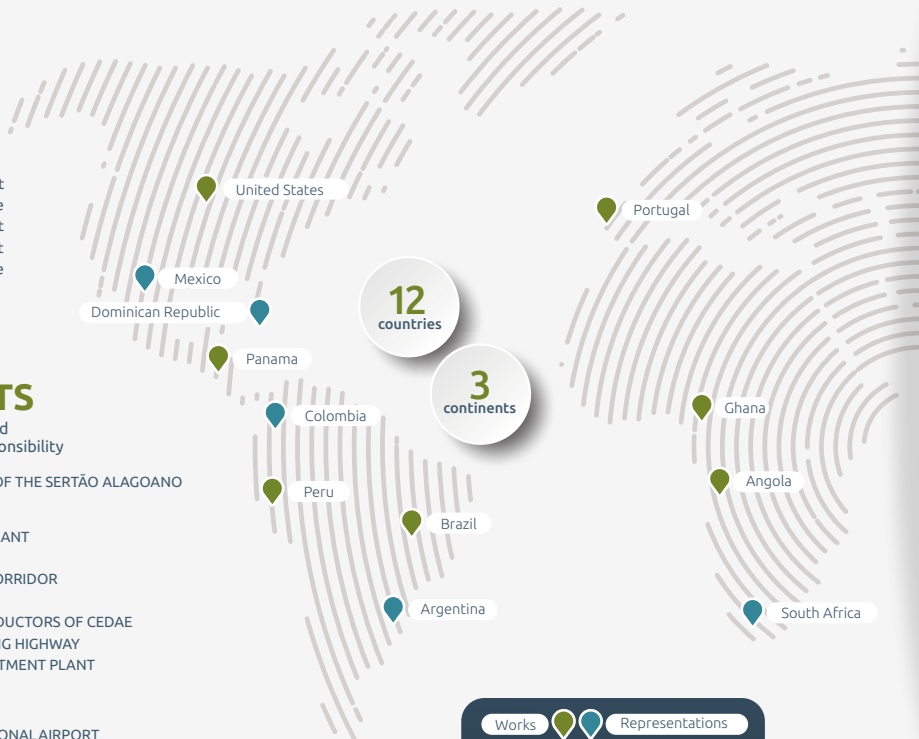 t
e
t
t
e
TS
d
onsibility
OF THE SERTÃO ALAGOANO
ANT
ORRIDOR
DUCTORS OF CEDAE
G HIGHWAY
TMENT PLANT
ONAL AIRPORT
United States
Mexico
Dominican Republic
Panama
Colombia
Peru
Brazil
Argentina
12
countries
3
continents
Portugal
Ghana
Angola
South Africa
Works
Representations